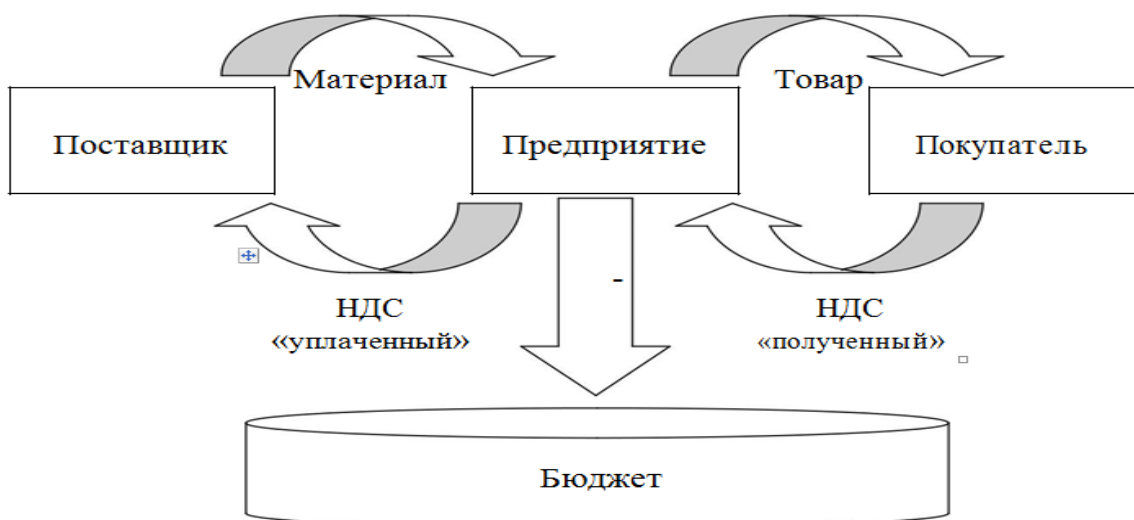 Материал
Товар
Поставщик
Предприятие
Покупатель
-
НДС
«уплаченный»
НДС
«полученный»
Бюджет